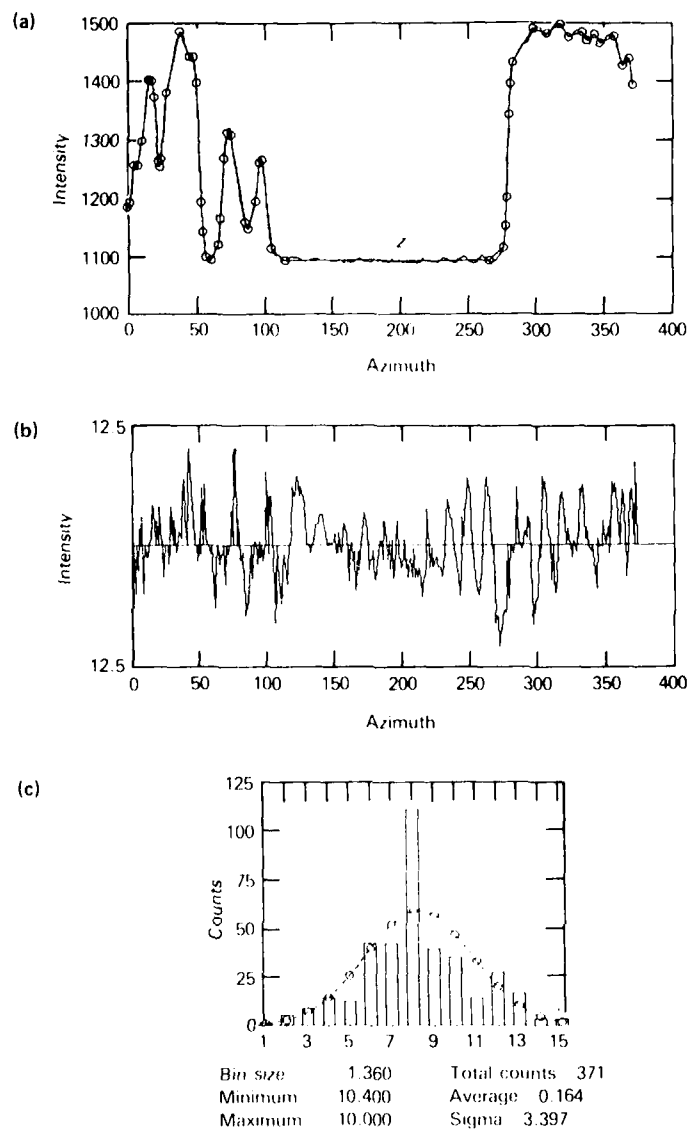 (a)
1500
1400
1300
1200
1100
1000
Intensity
0 50 100 150 200 250 300 350 400
Azimuth
(b)
12.5
12.5
Intensity
0 50 100 150 200 250 300 350 400
Azimuth
(c)
125
100
75
50
25
0
Counts
1 3 5 7 9 11 13 15
Bin size 1.360 Total counts 371
Minimum 10.400 Average 0.164
Maximum 10.000 Sigma 3.397